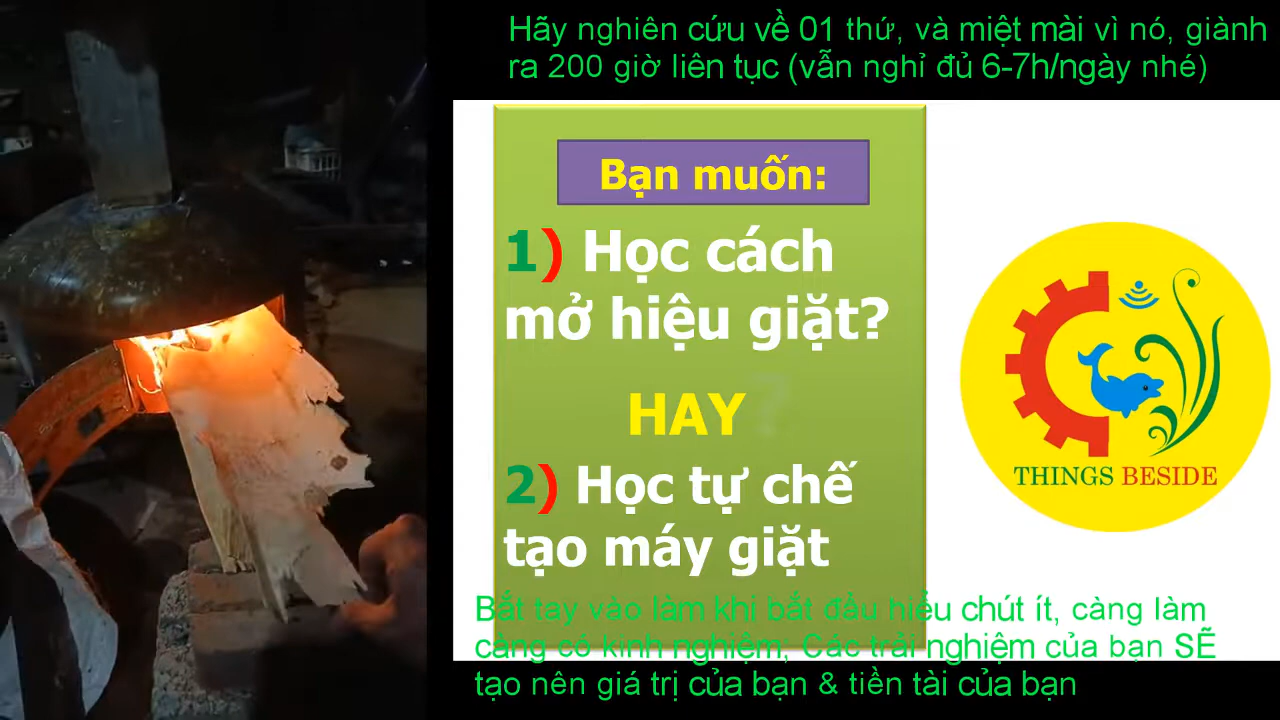 Hãy nghiên cứu về 01 thứ, và miệt mài vì nó, giành
ra 200 giờ liên tục (vẫn nghỉ đủ 6-7h/ngày nhé)
Bạn muốn:
1) Học cách
mở hiệu giặt?
HAY
2) Học tự chế
tạo máy giặt
THINGS BESIDE
Bắt tay vào làm khi bắt đầu hiểu chút ít, càng làm
càng có kinh nghiệm; Các trải nghiệm của bạn SẼ
tạo nên giá trị của bạn & tiền tài của bạn